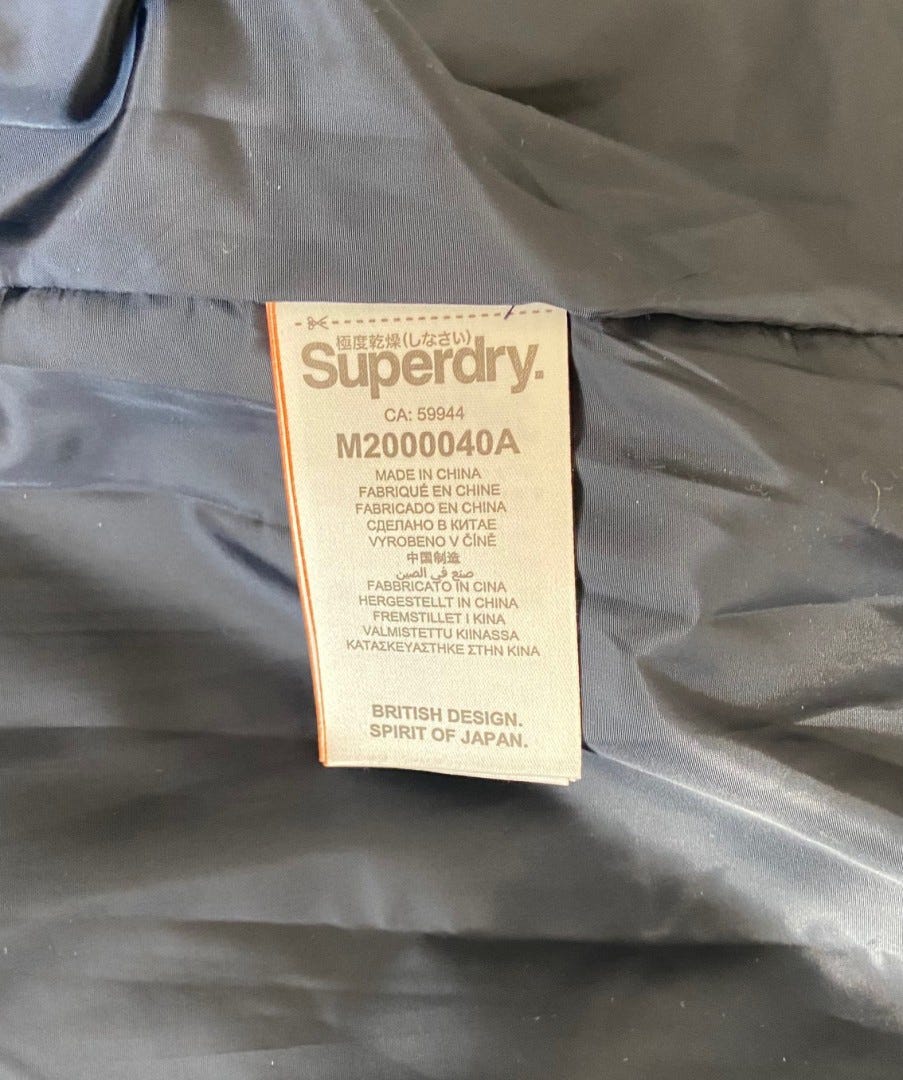 極度乾燥(しなさい)
Superdry.
CA: 59944
M2000040A
MADE IN CHINA
FABRIQUÉ EN CHINE
FABRICADO EN CHINA
СДЕЛАНО В КИТАЕ
VYROBENO V ČÍNĚ
中国制造
صنع في الصين
FABBRICATO IN CINA
HERGESTELLT IN CHINA
FREMSTILLET I KINA
VALMISTETTU KIINASSA
ΚΑΤΑΣΚΕΥΑΣΤΗΚΕ ΣΤΗΝ ΚΙΝΑ
BRITISH DESIGN.
SPIRIT OF JAPAN.